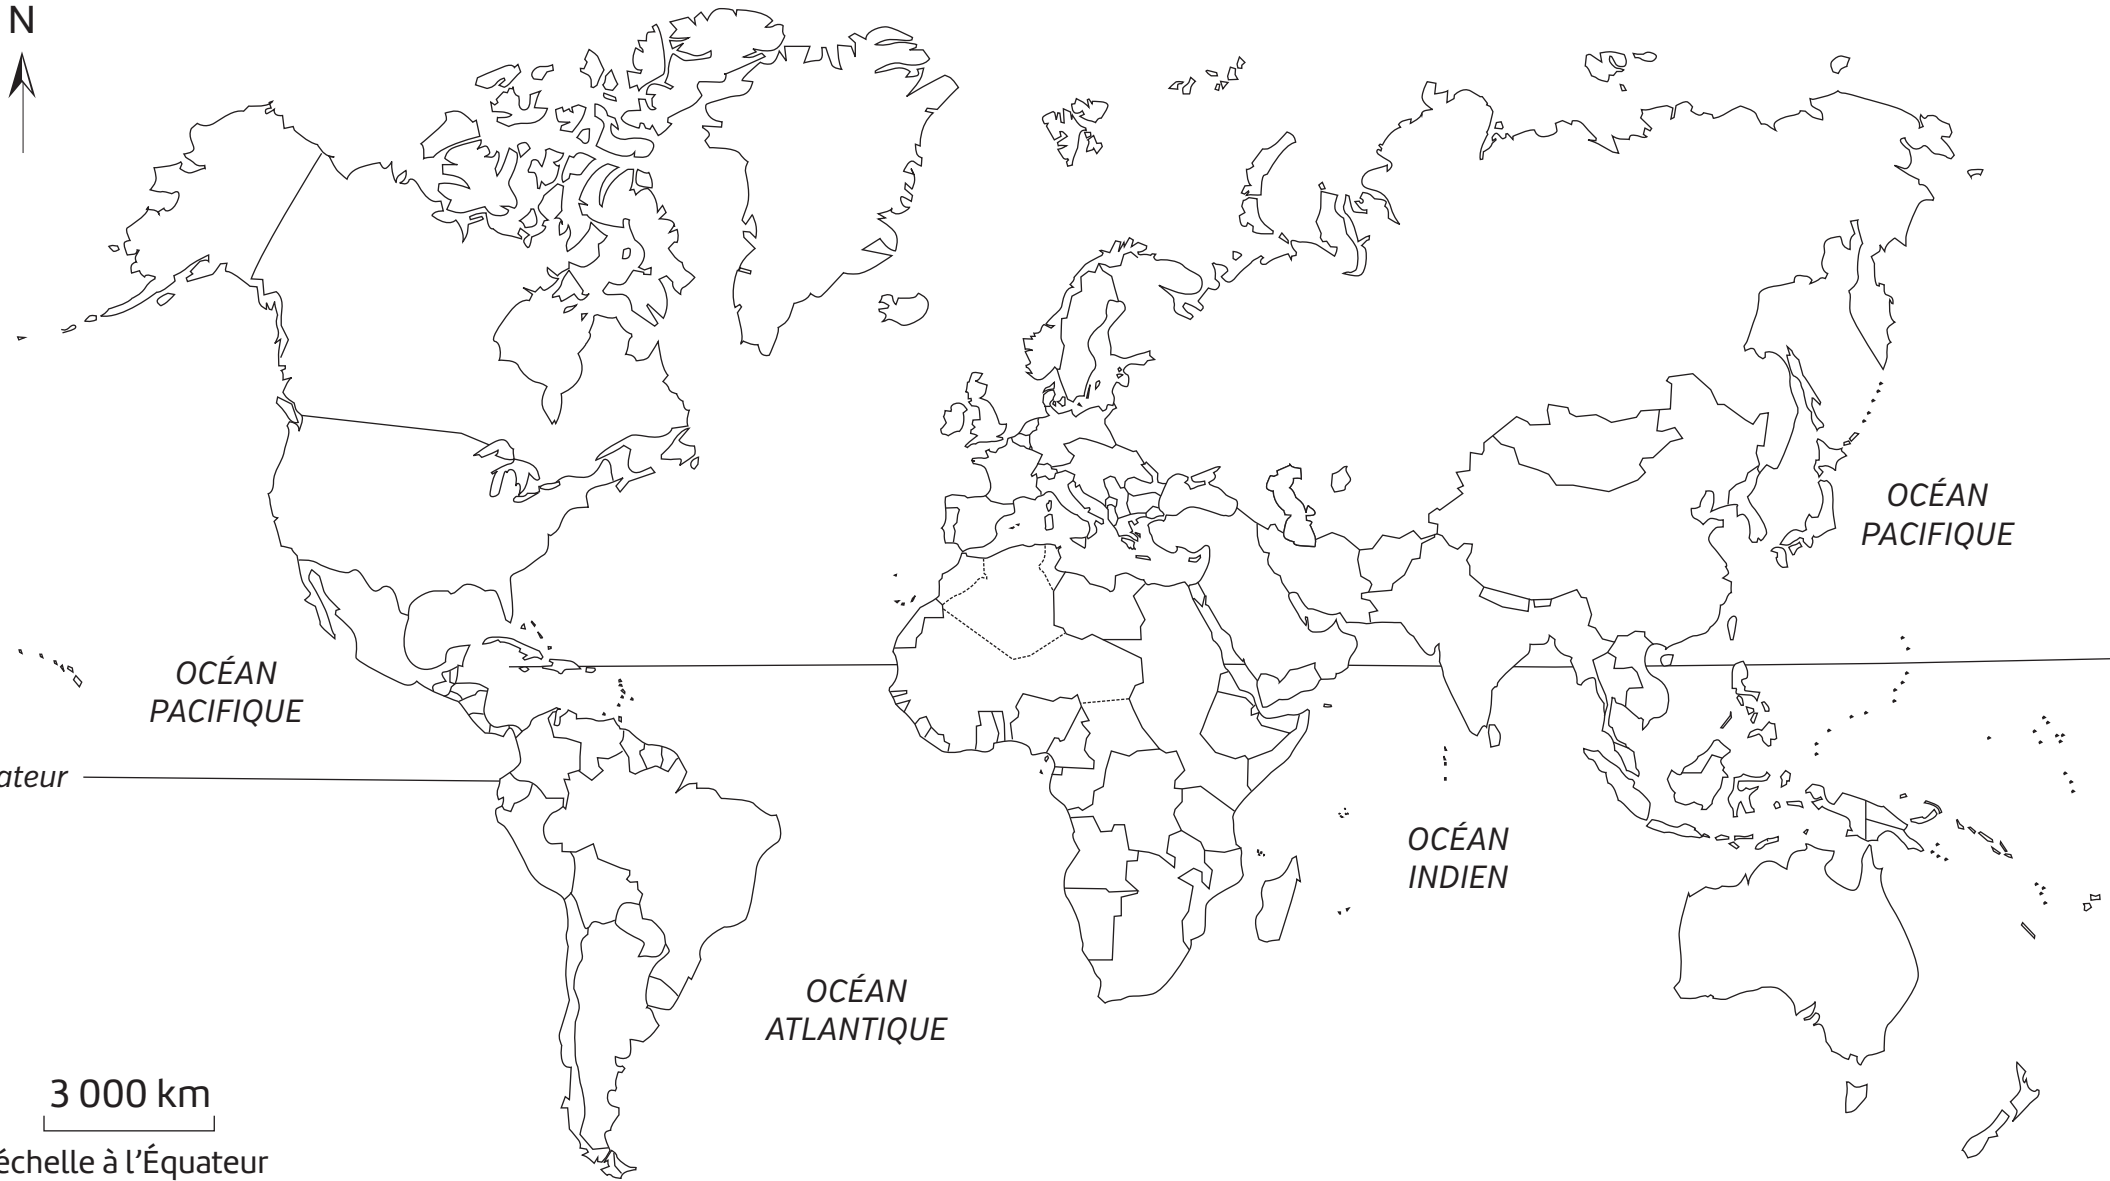 N
OCÉAN
PACIFIQUE
OCÉAN
PACIFIQUE
ateur
OCÉAN
INDIEN
OCÉAN
ATLANTIQUE
3 000 km
échelle à l'Équateur